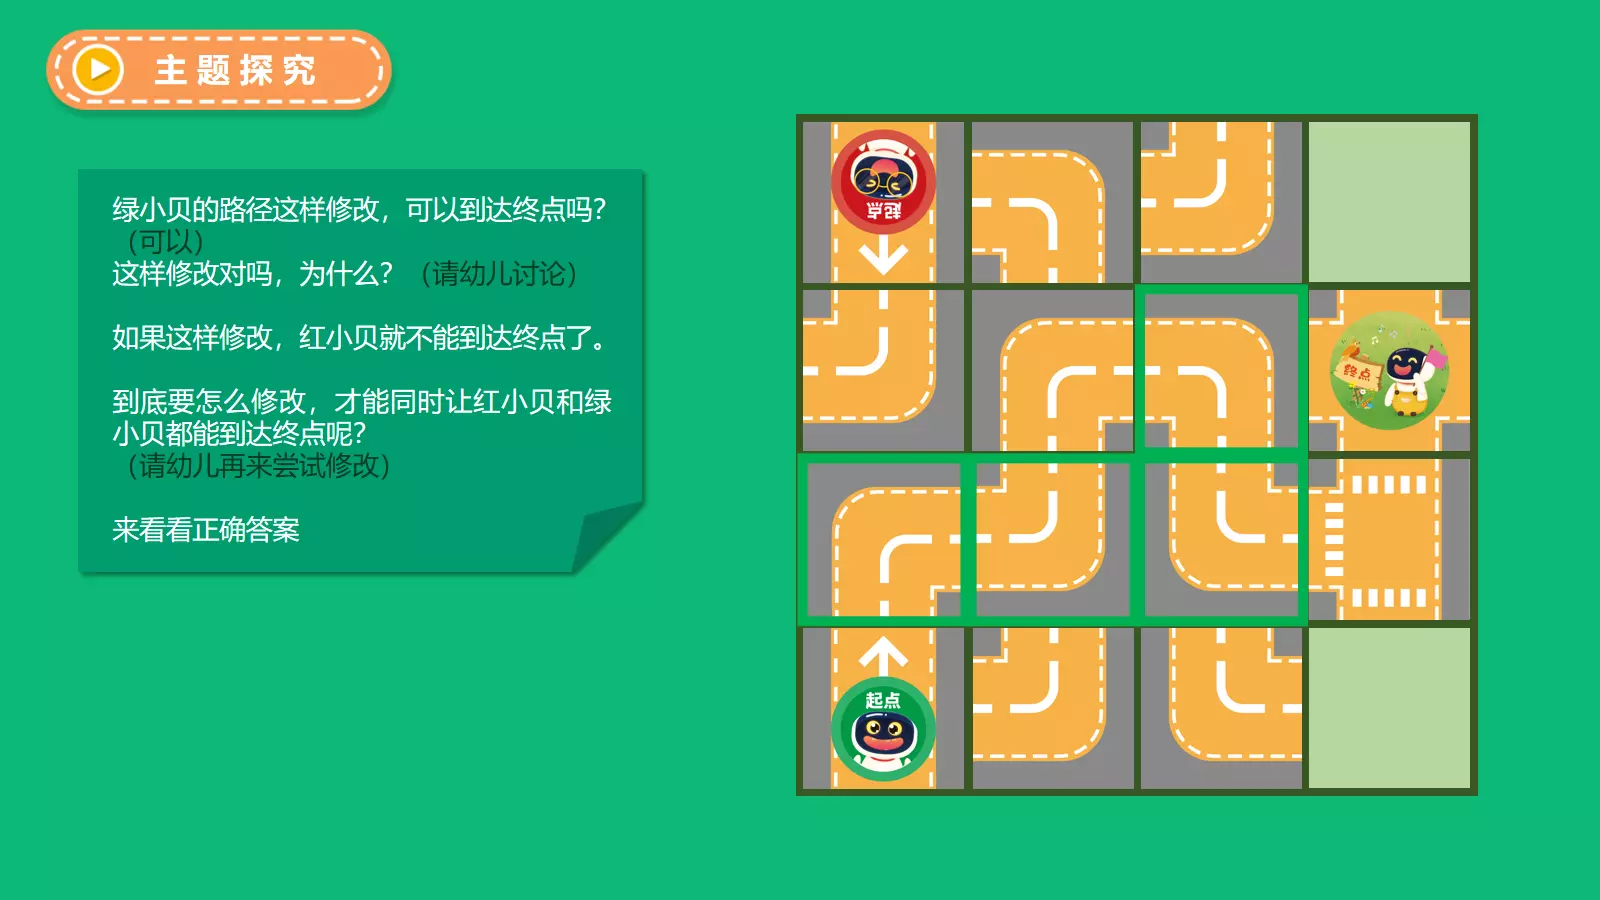 主题探究
绿小贝的路径这样修改，可以到达终点吗？
（可以）
这样修改对吗，为什么？（请幼儿讨论）
如果这样修改，红小贝就不能到达终点了。
到底要怎么修改，才能同时让红小贝和绿
小贝都能到达终点呢？
（请幼儿再来尝试修改）
来看看正确答案
起点
终点
起点